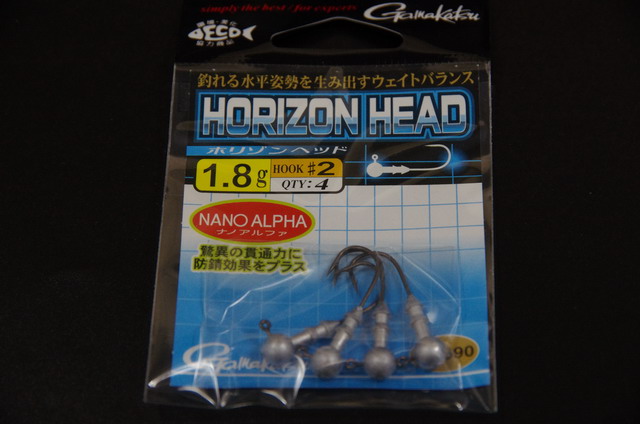 simply the best / for experts
ECO
Gamakatsu
釣れる水平姿勢を生み出すウェイトバランス
HORIZON HEAD
ホリゾンヘッド
1.8g
HOOK #2
QTY:4
NANO ALPHA
ナノアルファ
驚異の貫通力に
防錆効果をプラス
Gamakatsu